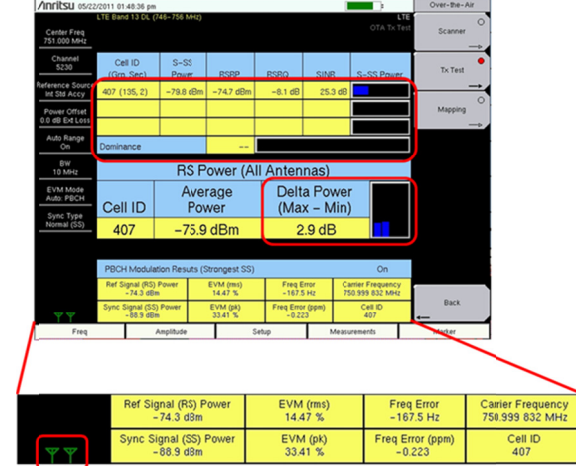 Anritsu 05/22/2011 01:48:36 pm
Over-the-Air
LTE Band 13 DL (746-756 MHz)
LTE
OTA Tx Test
Scanner
Center Freq
751.000 MHz
Channel
5230
Reference Source
Int Std Accy
Power Offset
0.0 dB Ext Loss
Auto Range
On
BW
10 MHz
EVM Mode
Auto: PBCH
Sync Type
Normal (SS)
Cell ID
(Grp, Sec)
S-SS
Power
RSRP
RSRQ
SINR
S-SS Power
407 (135, 2)
-79.8 dBm
-74.7 dBm
-8.1 dB
25.3 dB
Dominance
--
Tx Test
Mapping
RS Power (All Antennas)
Cell ID
Average
Power
Delta Power
(Max - Min)
407
-75.9 dBm
2.9 dB
PBCH Modulation Resuts (Strongest SS)
On
Ref Signal (RS) Power
-74.3 dBm
EVM (rms)
14.47 %
Freq Error
-167.5 Hz
Carrier Frequency
750.999 832 MHz
Sync Signal (SS) Power
-88.9 dBm
EVM (pk)
33.41 %
Freq Error (ppm)
-0.223
Cell ID
407
Back
Freq
Amplitude
Setup
Measurements
Marker
Ref Signal (RS) Power
-74.3 dBm
EVM (rms)
14.47 %
Freq Error
-167.5 Hz
Carrier Frequency
750.999 832 MHz
Sync Signal (SS) Power
-88.9 dBm
EVM (pk)
33.41 %
Freq Error (ppm)
-0.223
Cell ID
407